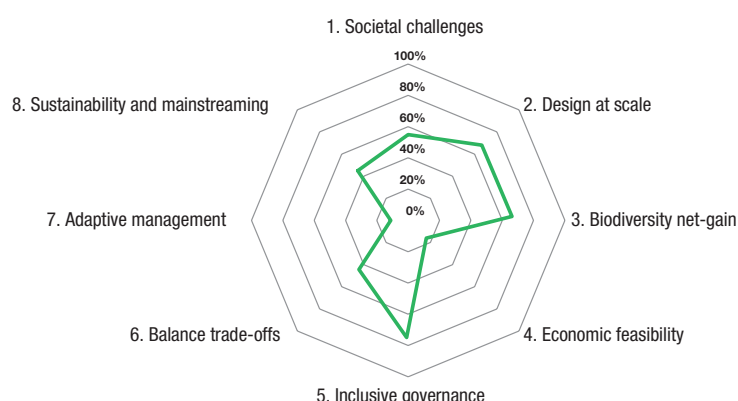 1. Societal challenges
100%
80%
60%
40%
20%
0%
2. Design at scale
3. Biodiversity net-gain
4. Economic feasibility
5. Inclusive governance
6. Balance trade-offs
7. Adaptive management
8. Sustainability and mainstreaming